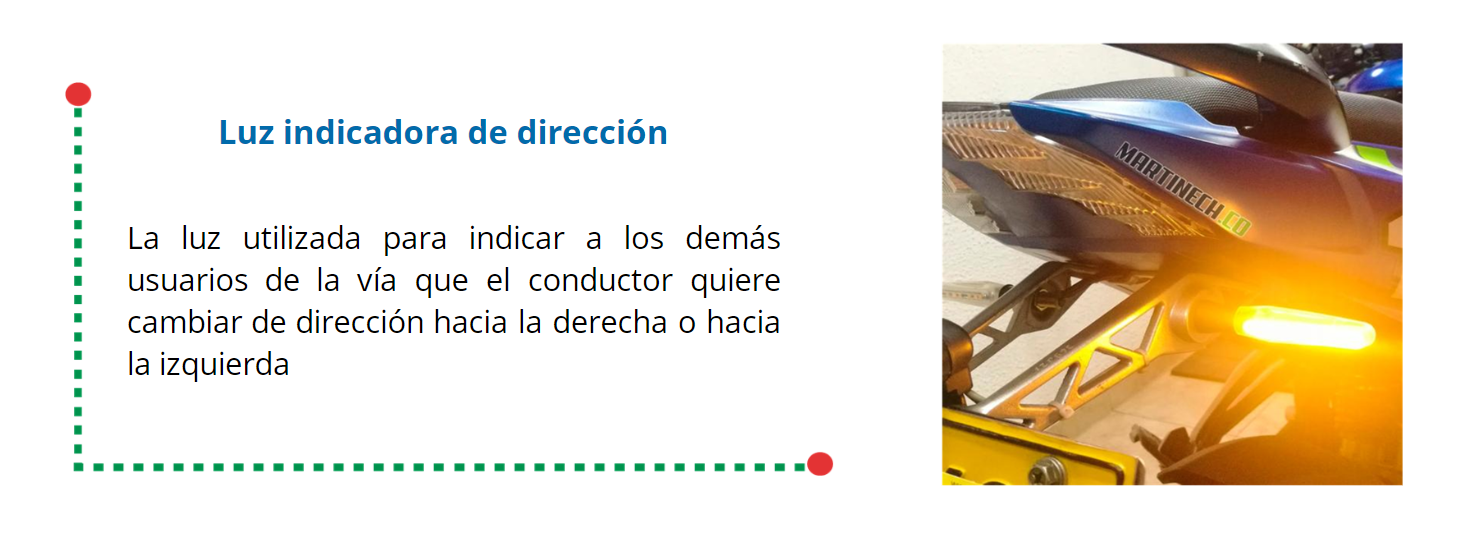 Luz indicadora de dirección
La luz utilizada para indicar a los demás
usuarios de la vía que el conductor quiere
cambiar de dirección hacia la derecha o hacia
la izquierda
MARTINECH.CO